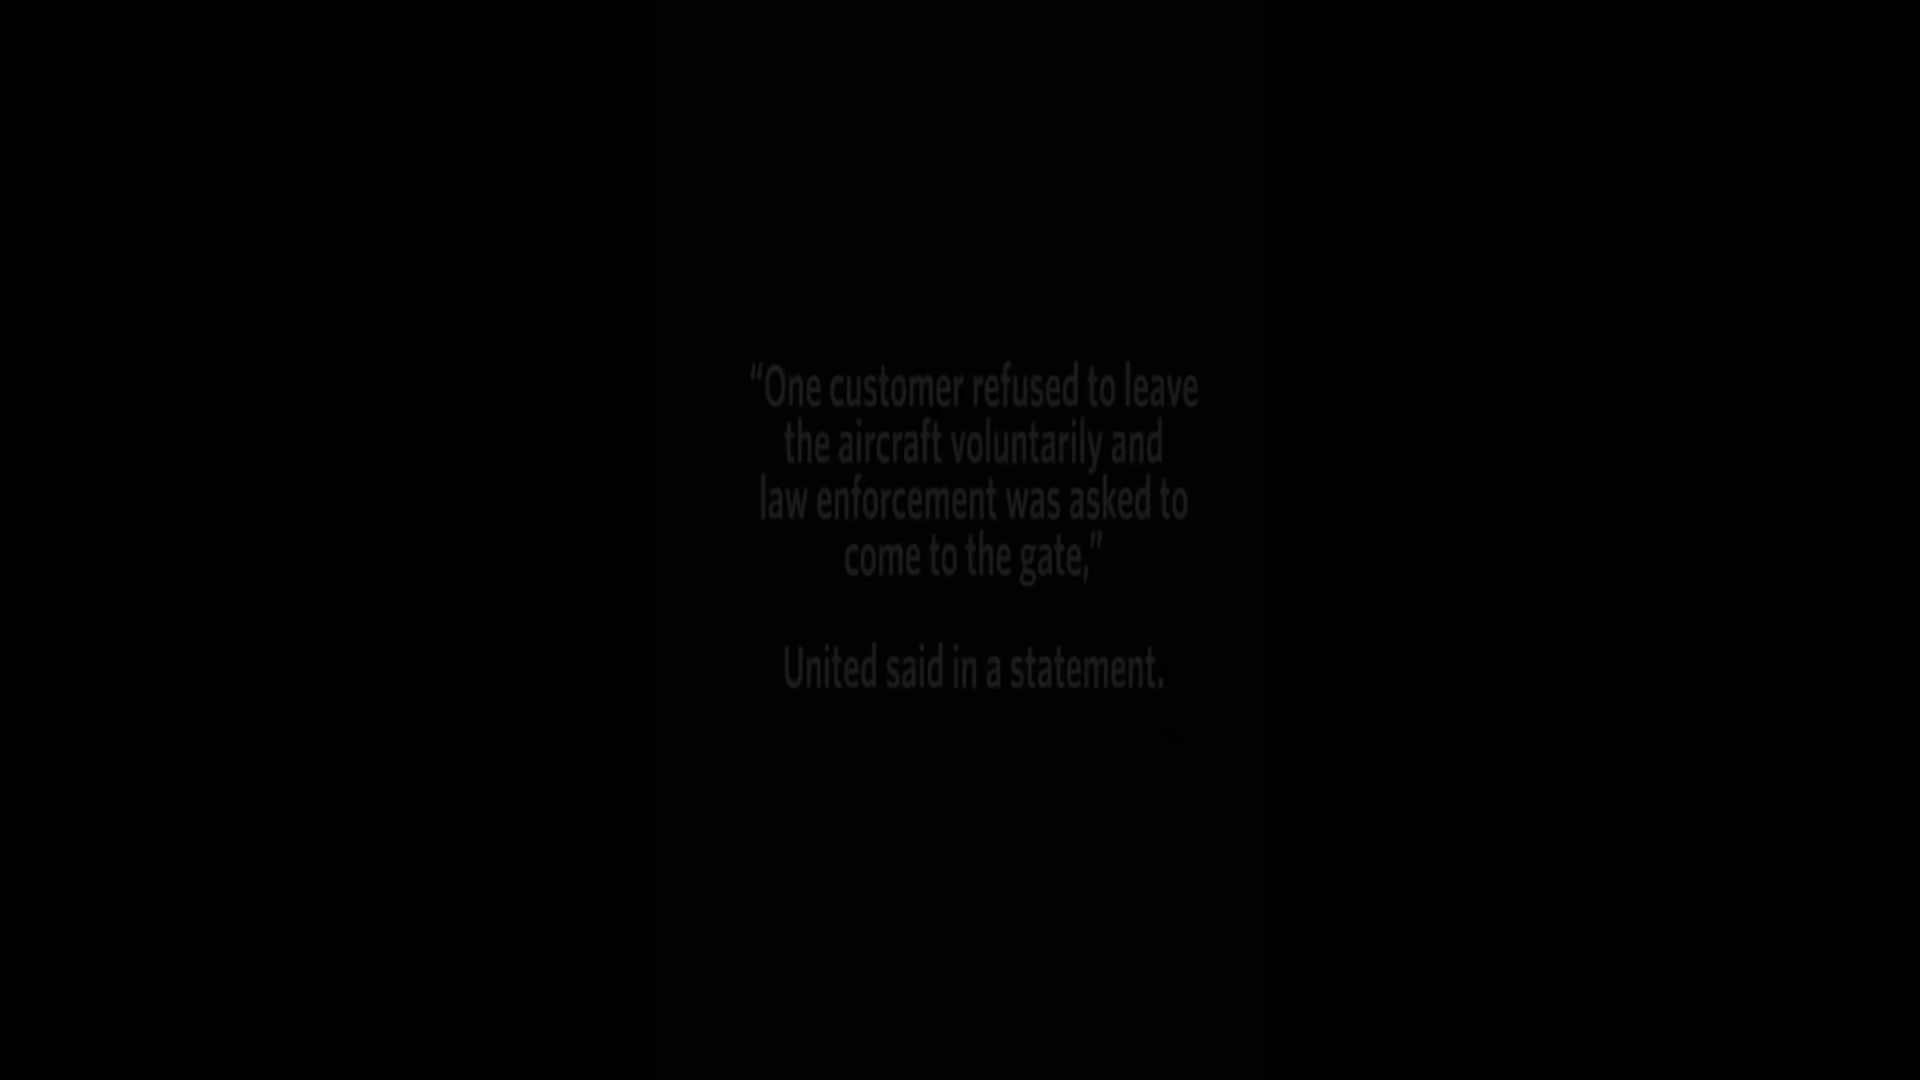 “One customer refused to leave
the aircraft voluntarily and
law enforcement was asked to
come to the gate,”
United said in a statement.